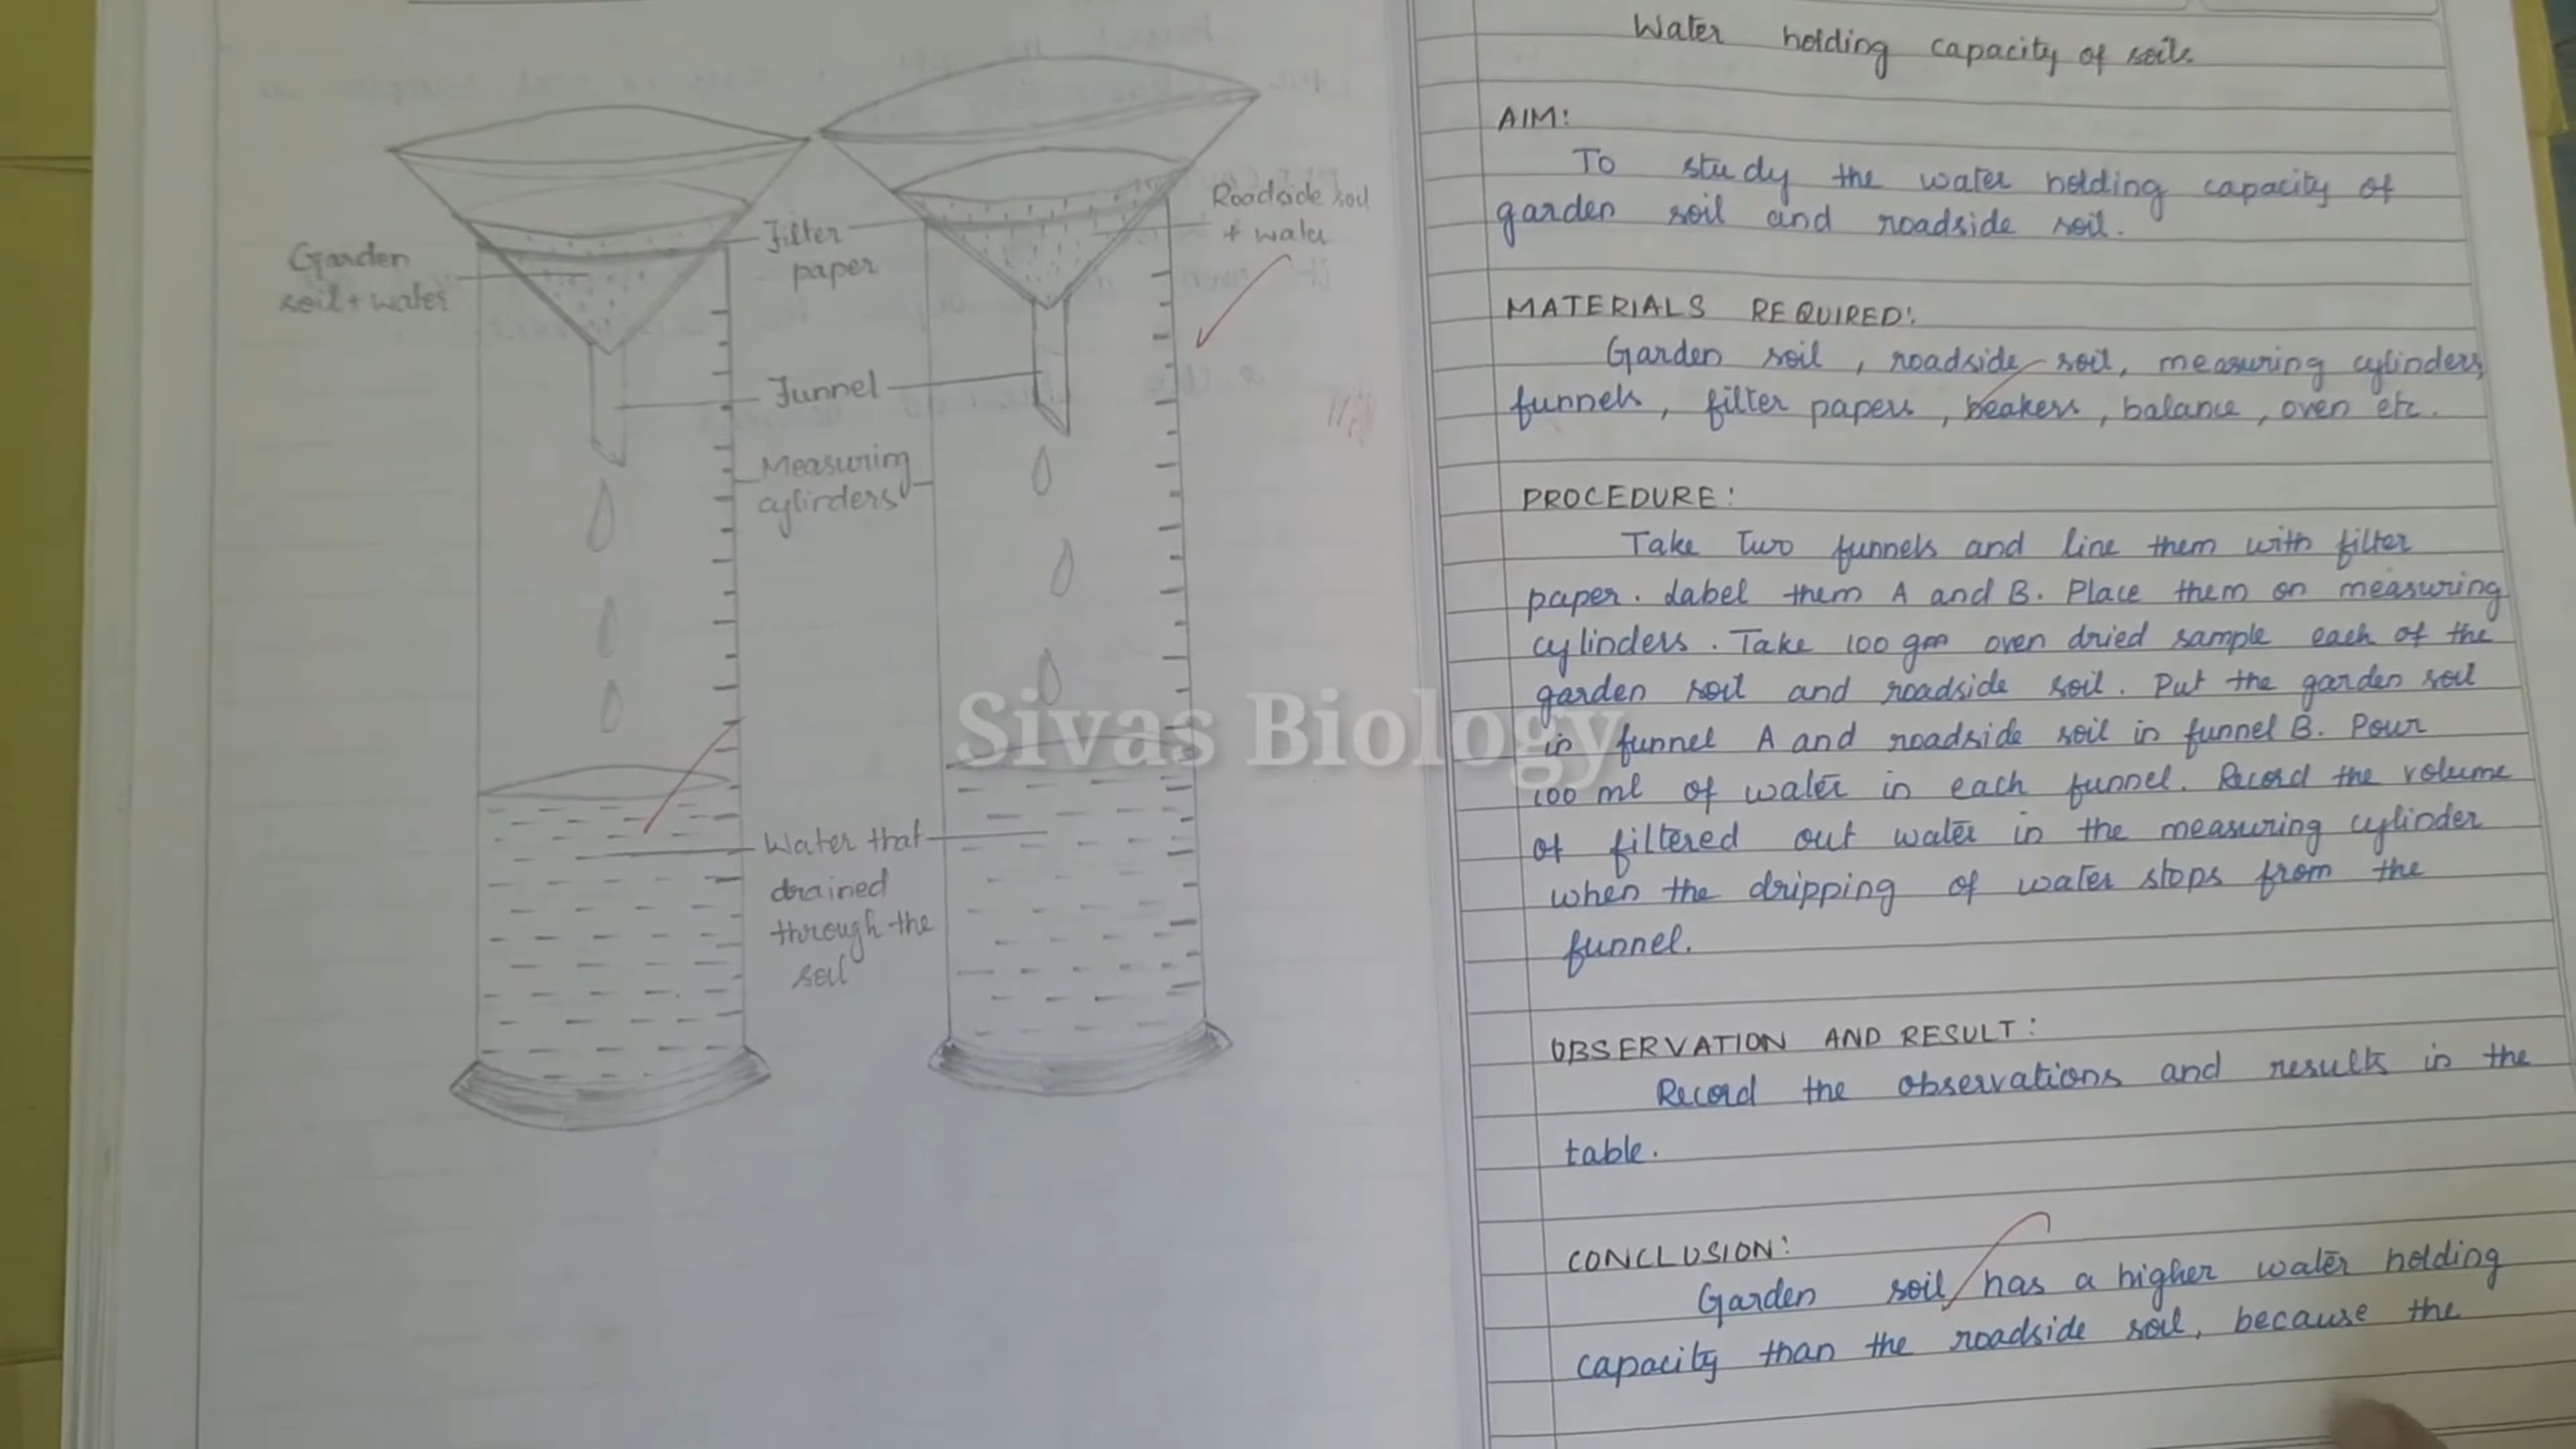 Garden
soil + water
Filter
paper
Roadside soil
+ water
Funnel
Measuring
cylinders
Water that
drained
through the
soil
Sivas Biology
Water holding capacity of soils
AIM:
To study the water holding capacity of
garden soil and roadside soil.
MATERIALS REQUIRED:
Garden soil, roadside soil, measuring cylinders,
funnels, filter papers, beakers, balance, oven etc.
PROCEDURE:
Take two funnels and line them with filter
paper. Label them A and B. Place them on measuring
cylinders. Take 100 gm oven dried sample each of the
garden soil and roadside soil. Put the garden soil
in funnel A and roadside soil in funnel B. Pour
100 ml of water in each funnel. Record the volume
of filtered out water in the measuring cylinder
when the dripping of water stops from the
funnel.
OBSERVATION AND RESULT:
Record the observations and results in the
table.
CONCLUSION:
Garden soil has a higher water holding
capacity than the roadside soil, because the